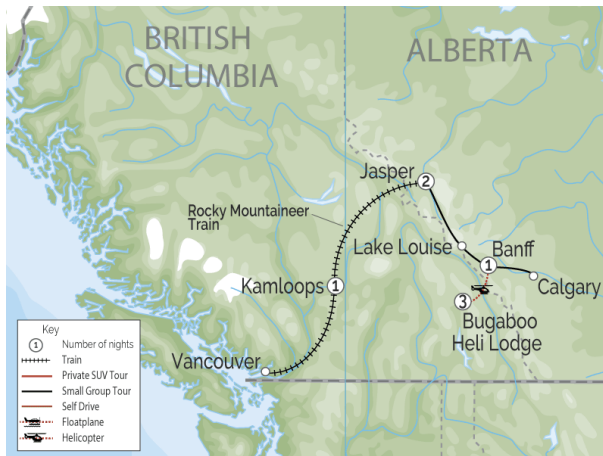 BRITISH
COLUMBIA
ALBERTA
Jasper
2
Rocky Mountaineer
Train
Lake Louise
Banff
1
Kamloops
1
Calgary
3
Bugaboo
Heli Lodge
Vancouver
Key
1 Number of nights
Train
Private SUV Tour
Small Group Tour
Self Drive
Floatplane
Helicopter